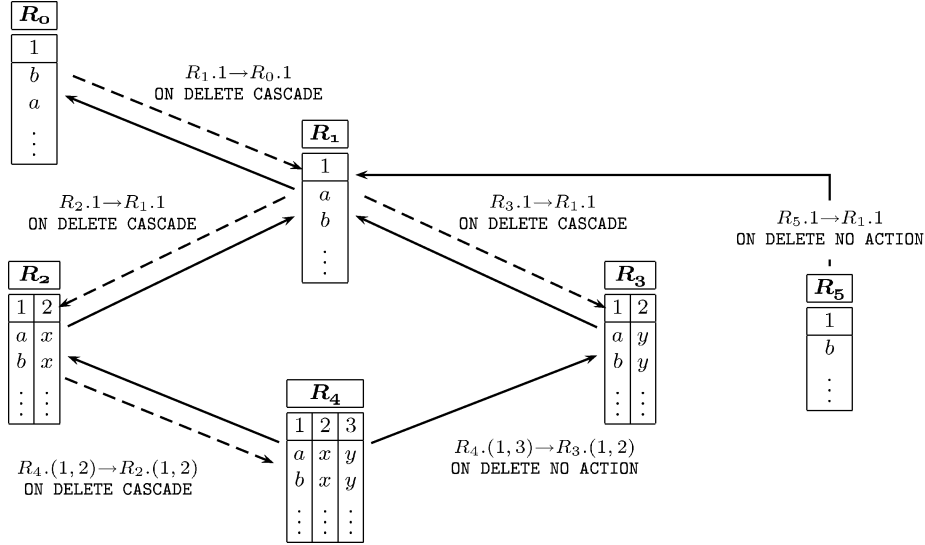 R₀
1
b
a
⋮
R₁.1→R₀.1
ON DELETE CASCADE
R₁
1
a
b
⋮
R₂.1→R₁.1
ON DELETE CASCADE
R₃.1→R₁.1
ON DELETE CASCADE
R₅.1→R₁.1
ON DELETE NO ACTION
R₂
1 2
a x
b x
⋮ ⋮
R₃
1 2
a y
b y
⋮ ⋮
R₅
1
b
⋮
R₄
1 2 3
a x y
b x y
⋮ ⋮ ⋮
R₄.(1,2)→R₂.(1,2)
ON DELETE CASCADE
R₄.(1,3)→R₃.(1,2)
ON DELETE NO ACTION